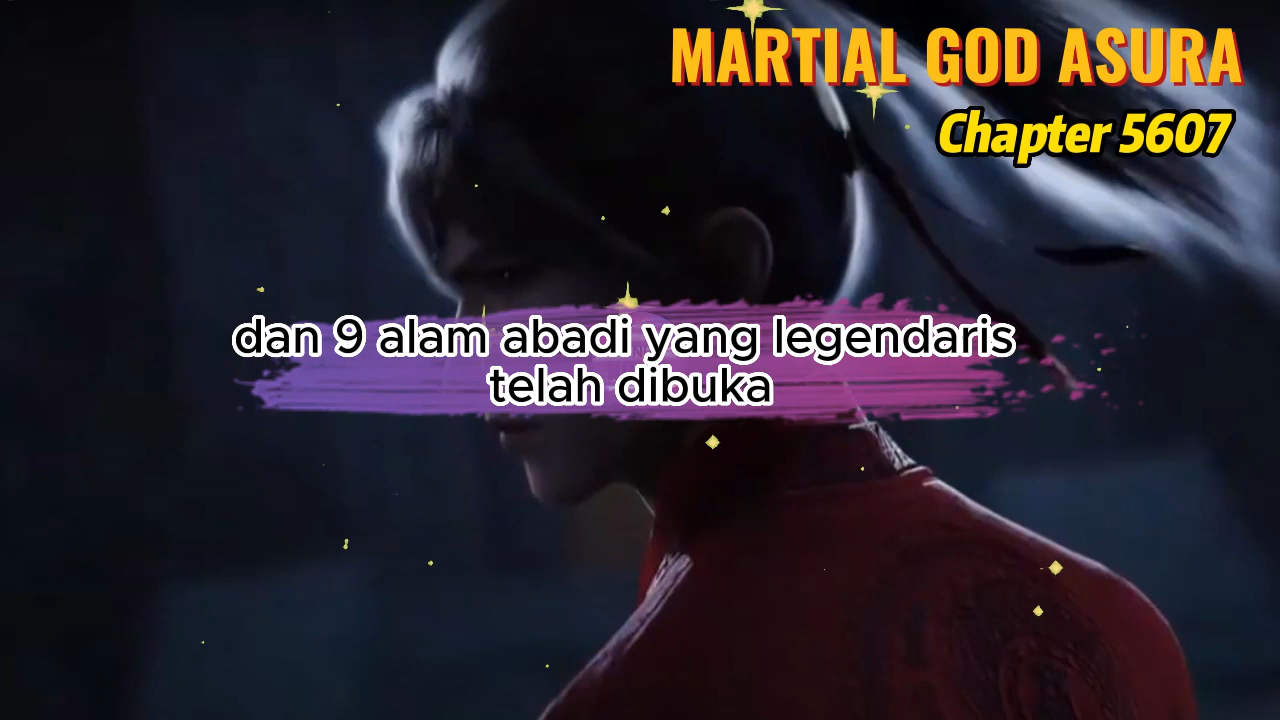 MARTIAL GOD ASURA
Chapter 5607
dan 9 alam abadi yang legendaris
telah dibuka